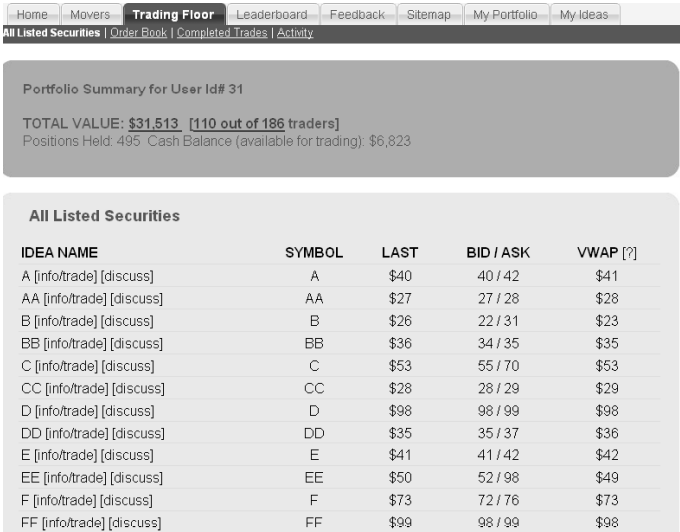 Home Movers Trading Floor Leaderboard Feedback Sitemap My Portfolio My Ideas
All Listed Securities | Order Book | Completed Trades | Activity
Portfolio Summary for User Id# 31
TOTAL VALUE: $31,513 [110 out of 186 traders]
Positions Held: 495 Cash Balance (available for trading): $6,823
All Listed Securities
IDEA NAME SYMBOL LAST BID / ASK VWAP [?]
A [info/trade] [discuss] A $40 40 / 42 $41
AA [info/trade] [discuss] AA $27 27 / 28 $28
B [info/trade] [discuss] B $26 22 / 31 $23
BB [info/trade] [discuss] BB $36 34 / 35 $35
C [info/trade] [discuss] C $53 55 / 70 $53
CC [info/trade] [discuss] CC $28 28 / 29 $29
D [info/trade] [discuss] D $98 98 / 99 $98
DD [info/trade] [discuss] DD $35 35 / 37 $36
E [info/trade] [discuss] E $41 41 / 42 $42
EE [info/trade] [discuss] EE $50 52 / 98 $49
F [info/trade] [discuss] F $73 72 / 76 $73
FF [info/trade] [discuss] FF $99 98 / 99 $98